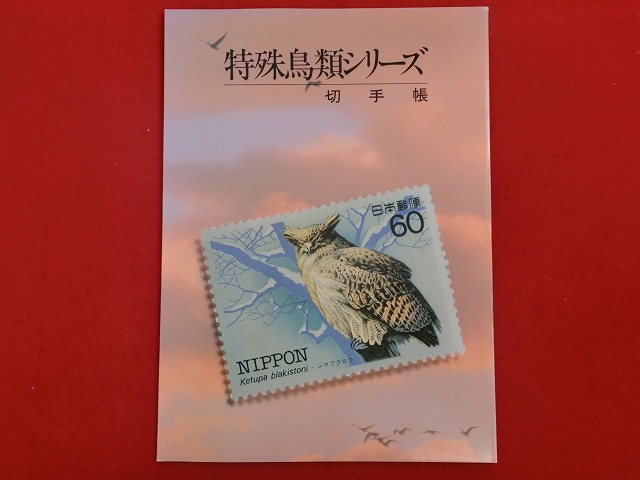 特殊鳥類シリーズ
切手帳
日本郵便
60
NIPPON
Ketupa blakistoni・シマフクロウ